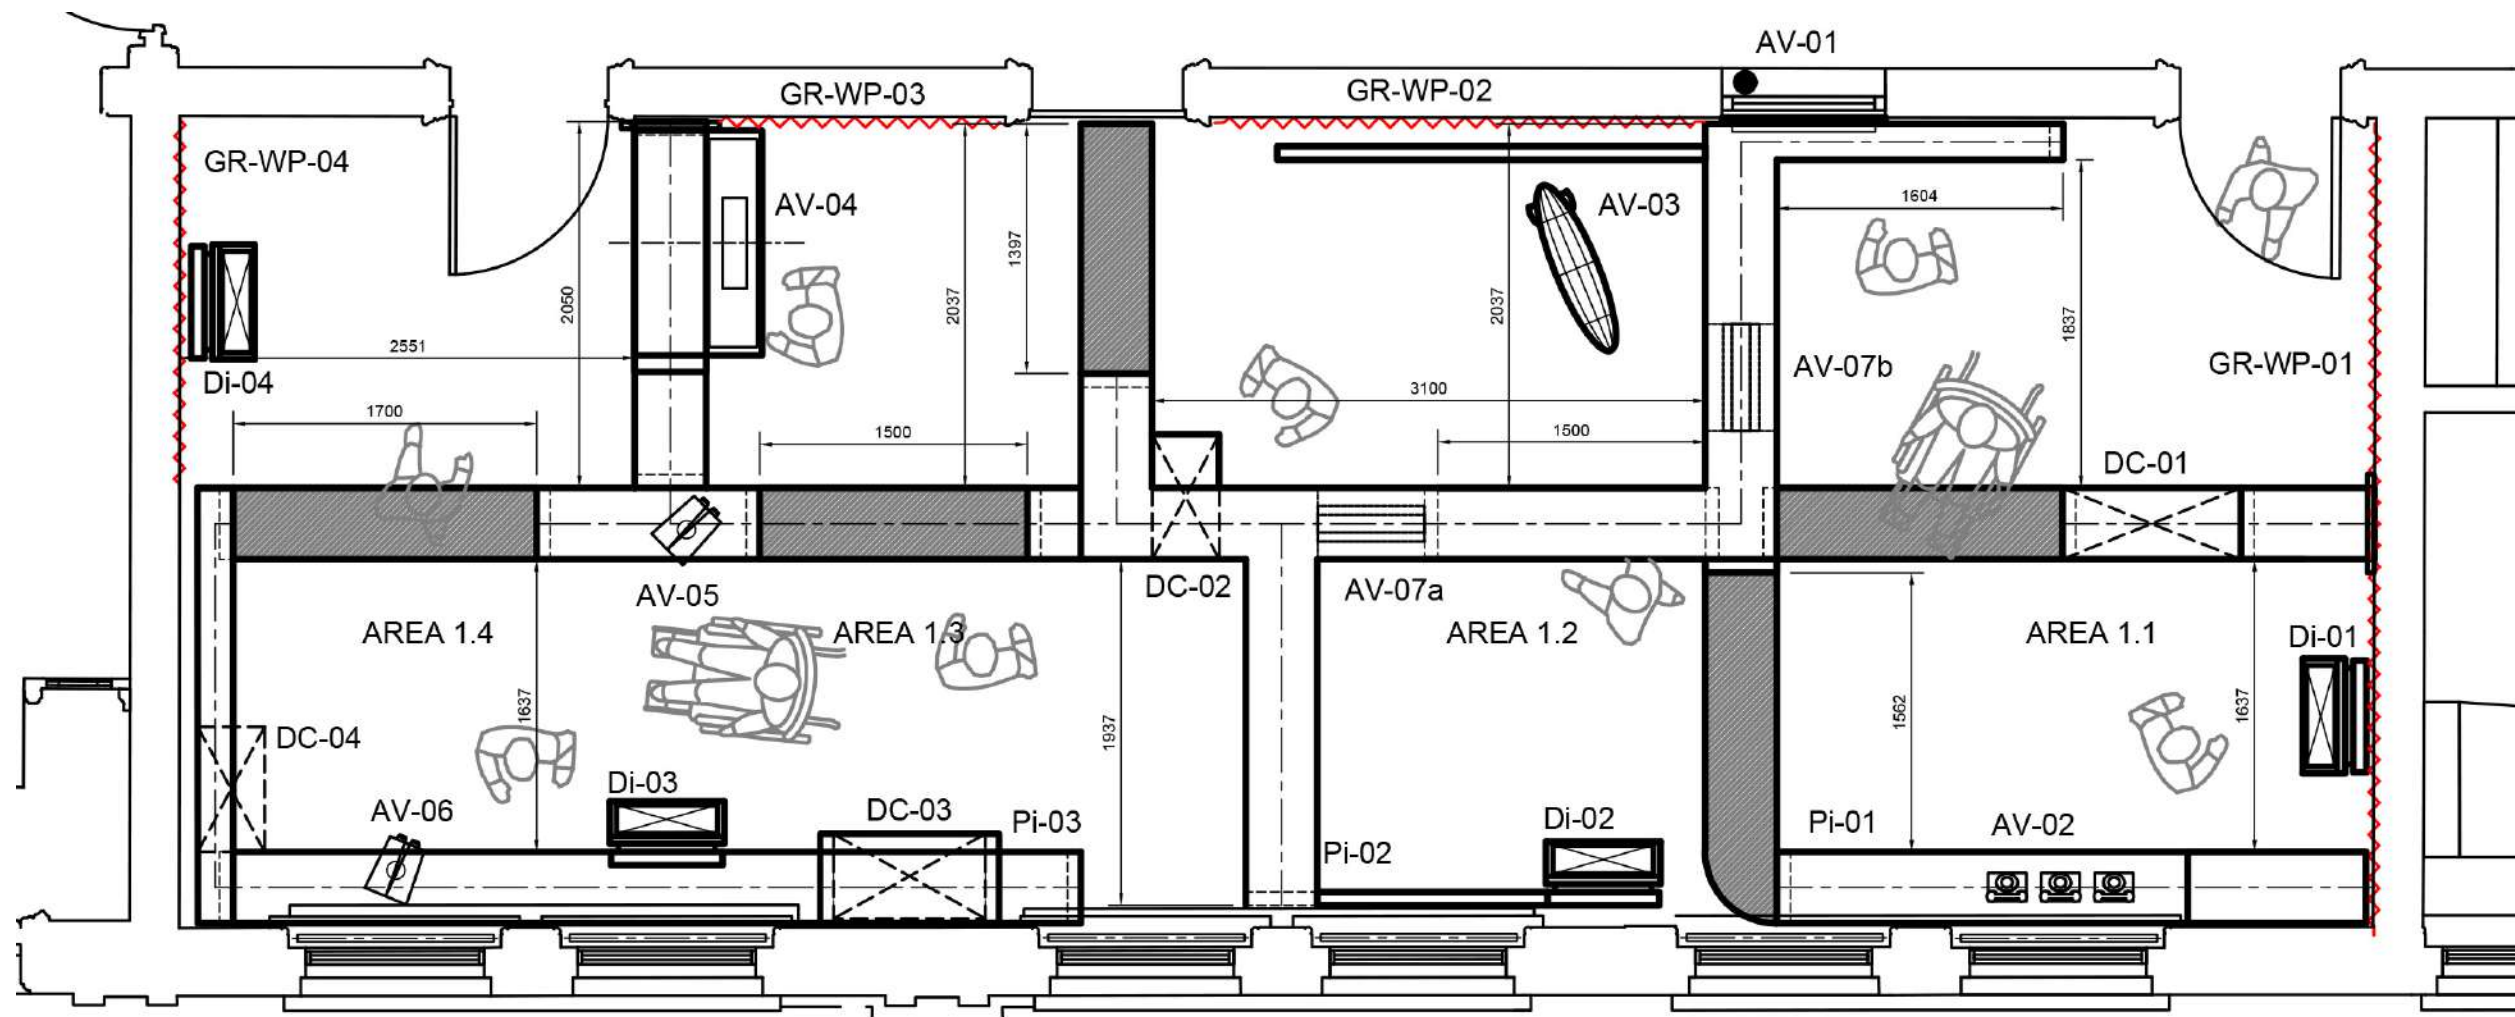 AV-01
GR-WP-03
GR-WP-02
GR-WP-04
AV-04
AV-03
1604
1397
2050
2037
2037
1837
2551
Di-04
AV-07b
GR-WP-01
3100
1700
1500
1500
DC-01
AV-05
DC-02
AV-07a
AREA 1.4
AREA 1.3
AREA 1.2
AREA 1.1
Di-01
1637
1937
1562
1637
DC-04
Di-03
AV-06
DC-03
Pi-03
Di-02
Pi-01
AV-02
Pi-02